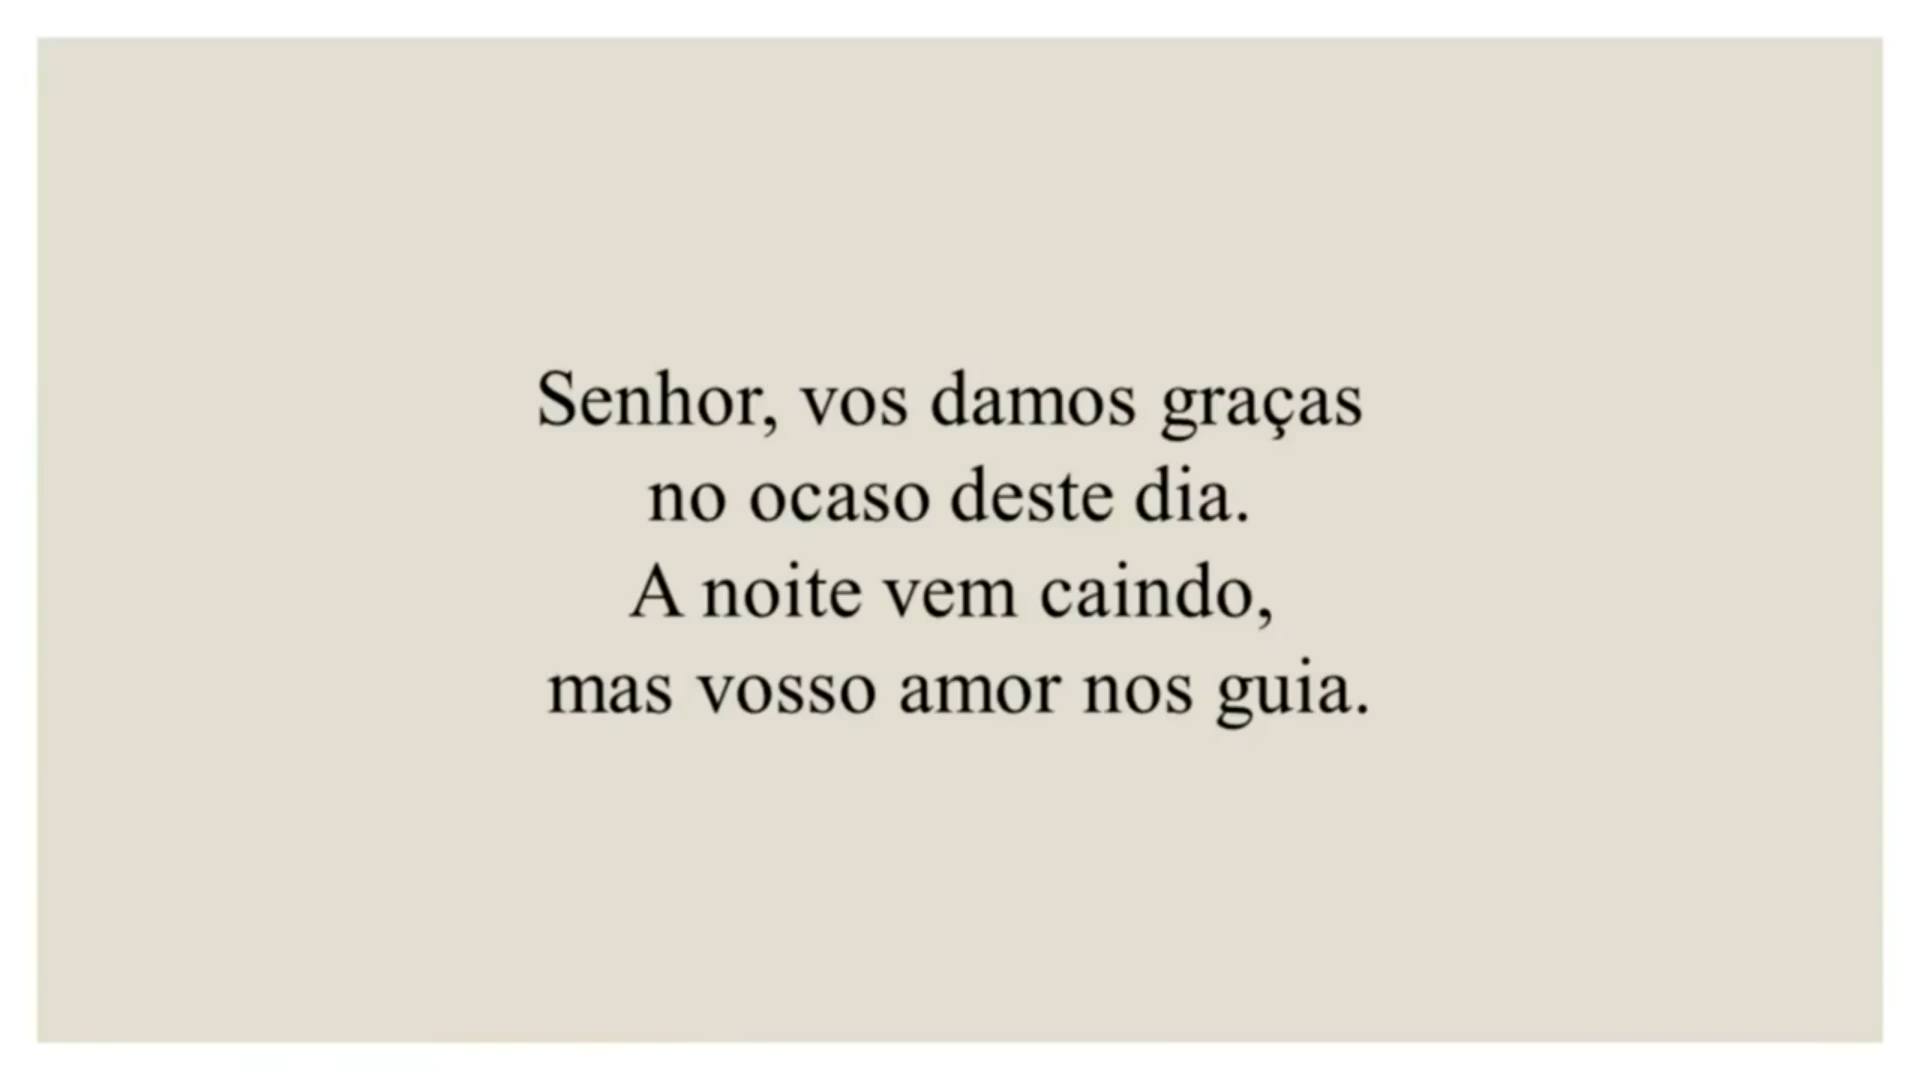 Senhor, vos damos graças
no ocaso deste dia.
A noite vem caindo,
mas vosso amor nos guia.